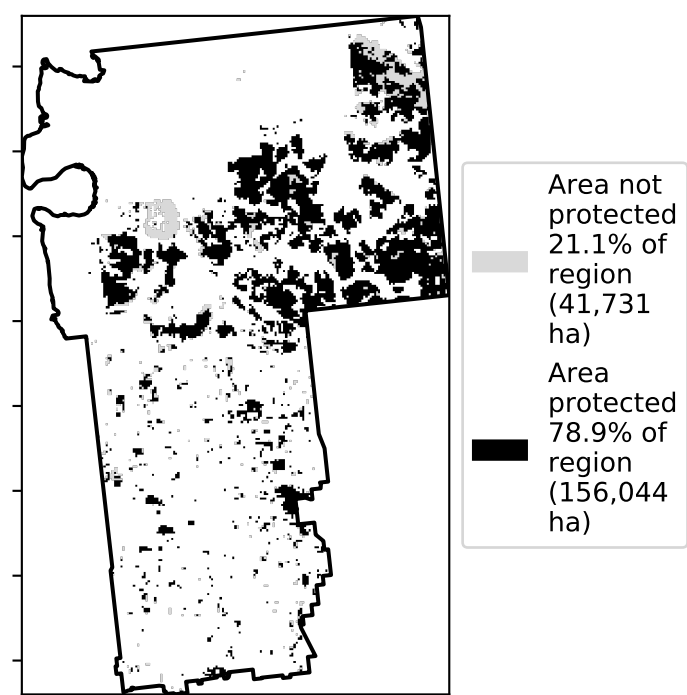 Area not
protected
21.1% of
region
(41,731
ha)
Area
protected
78.9% of
region
(156,044
ha)